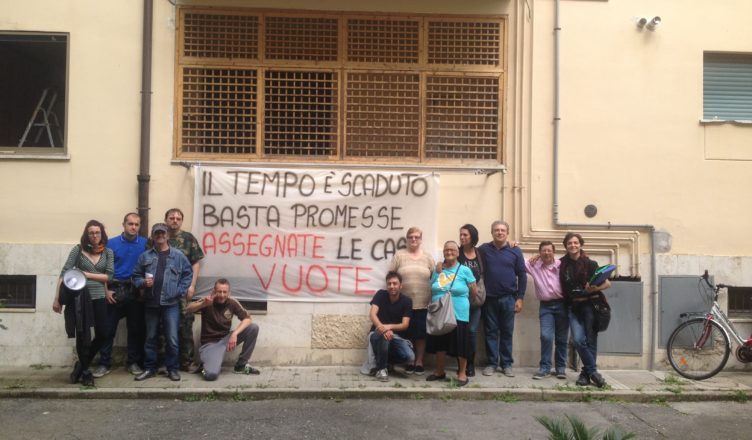 IL TEMPO È SCADUTO
BASTA PROMESSE
ASSEGNATE LE CASE
VUOTE